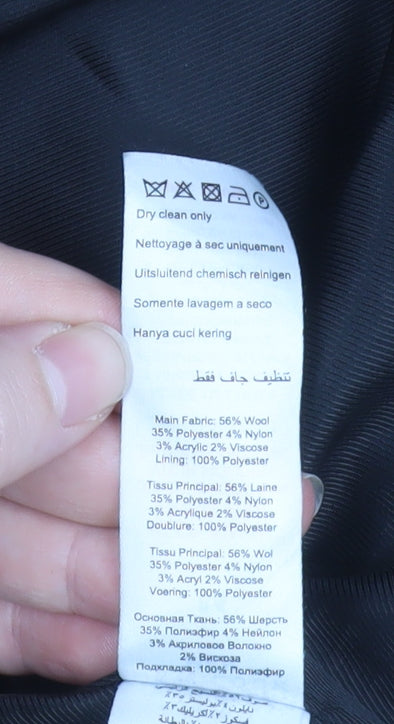 P
Dry clean only
Nettoyage à sec uniquement
Uitsluitend chemisch reinigen
Somente lavagem a seco
Hanya cuci kering
تنظيف جاف فقط
Main Fabric: 56% Wool
35% Polyester 4% Nylon
3% Acrylic 2% Viscose
Lining: 100% Polyester
Tissu Principal: 56% Laine
35% Polyester 4% Nylon
3% Acrylique 2% Viscose
Doublure: 100% Polyester
Tissu Principal: 56% Wol
35% Polyester 4% Nylon
3% Acryl 2% Viscose
Voering: 100% Polyester
Основная Ткань: 56% Шерсть
35% Полиэфир 4% Нейлон
3% Акриловое Волокно
2% Вискоза
Подкладка: 100% Полиэфир